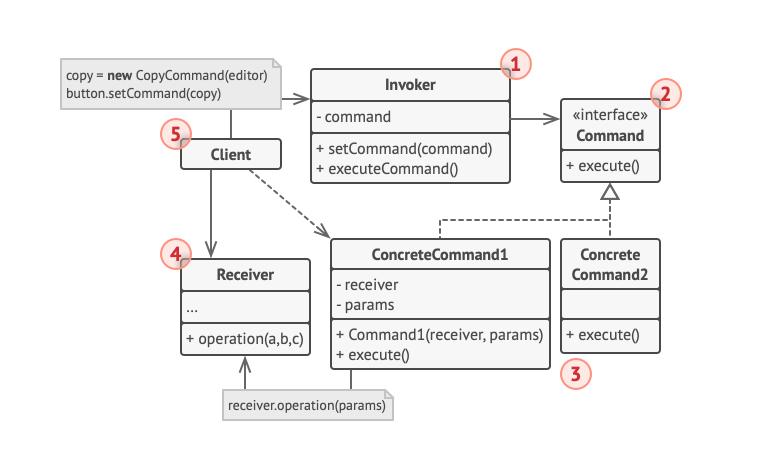 copy = new CopyCommand(editor)
button.setCommand(copy)
1
Invoker
- command
+ setCommand(command)
+ executeCommand()
2
«interface»
Command
+ execute()
5
Client
4
Receiver
...
+ operation(a,b,c)
ConcreteCommand1
- receiver
- params
+ Command1(receiver, params)
+ execute()
Concrete
Command2
+ execute()
3
receiver.operation(params)